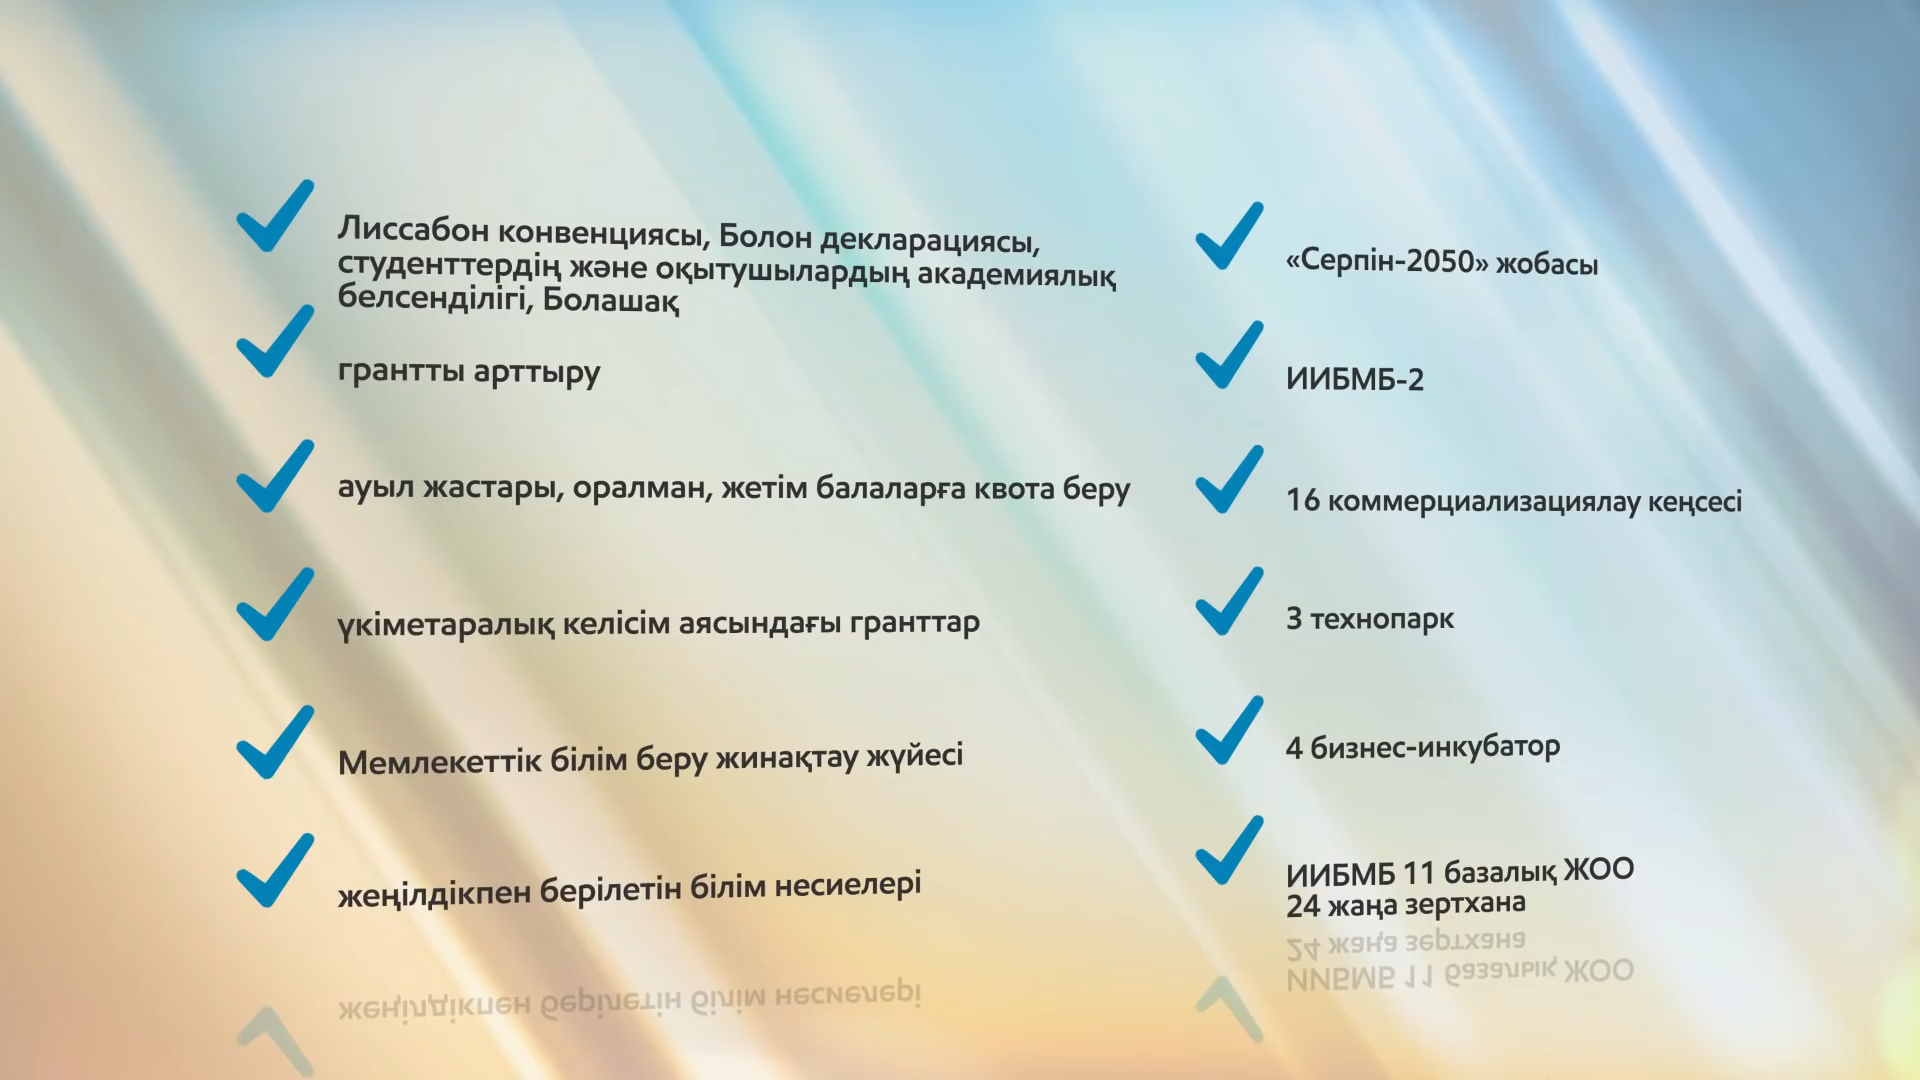 Лиссабон конвенциясы, Болон декларациясы,
студенттердің және оқытушылардың академиялық
белсенділігі, Болашақ
грантты арттыру
ауыл жастары, оралман, жетім балаларға квота беру
үкіметаралық келісім аясындағы гранттар
Мемлекеттік білім беру жинақтау жүйесі
жеңілдікпен берілетін білім несиелері
«Серпін-2050» жобасы
ИИБМБ-2
16 коммерциализациялау кеңсесі
3 технопарк
4 бизнес-инкубатор
ИИБМБ 11 базалық ЖОО
24 жаңа зертхана